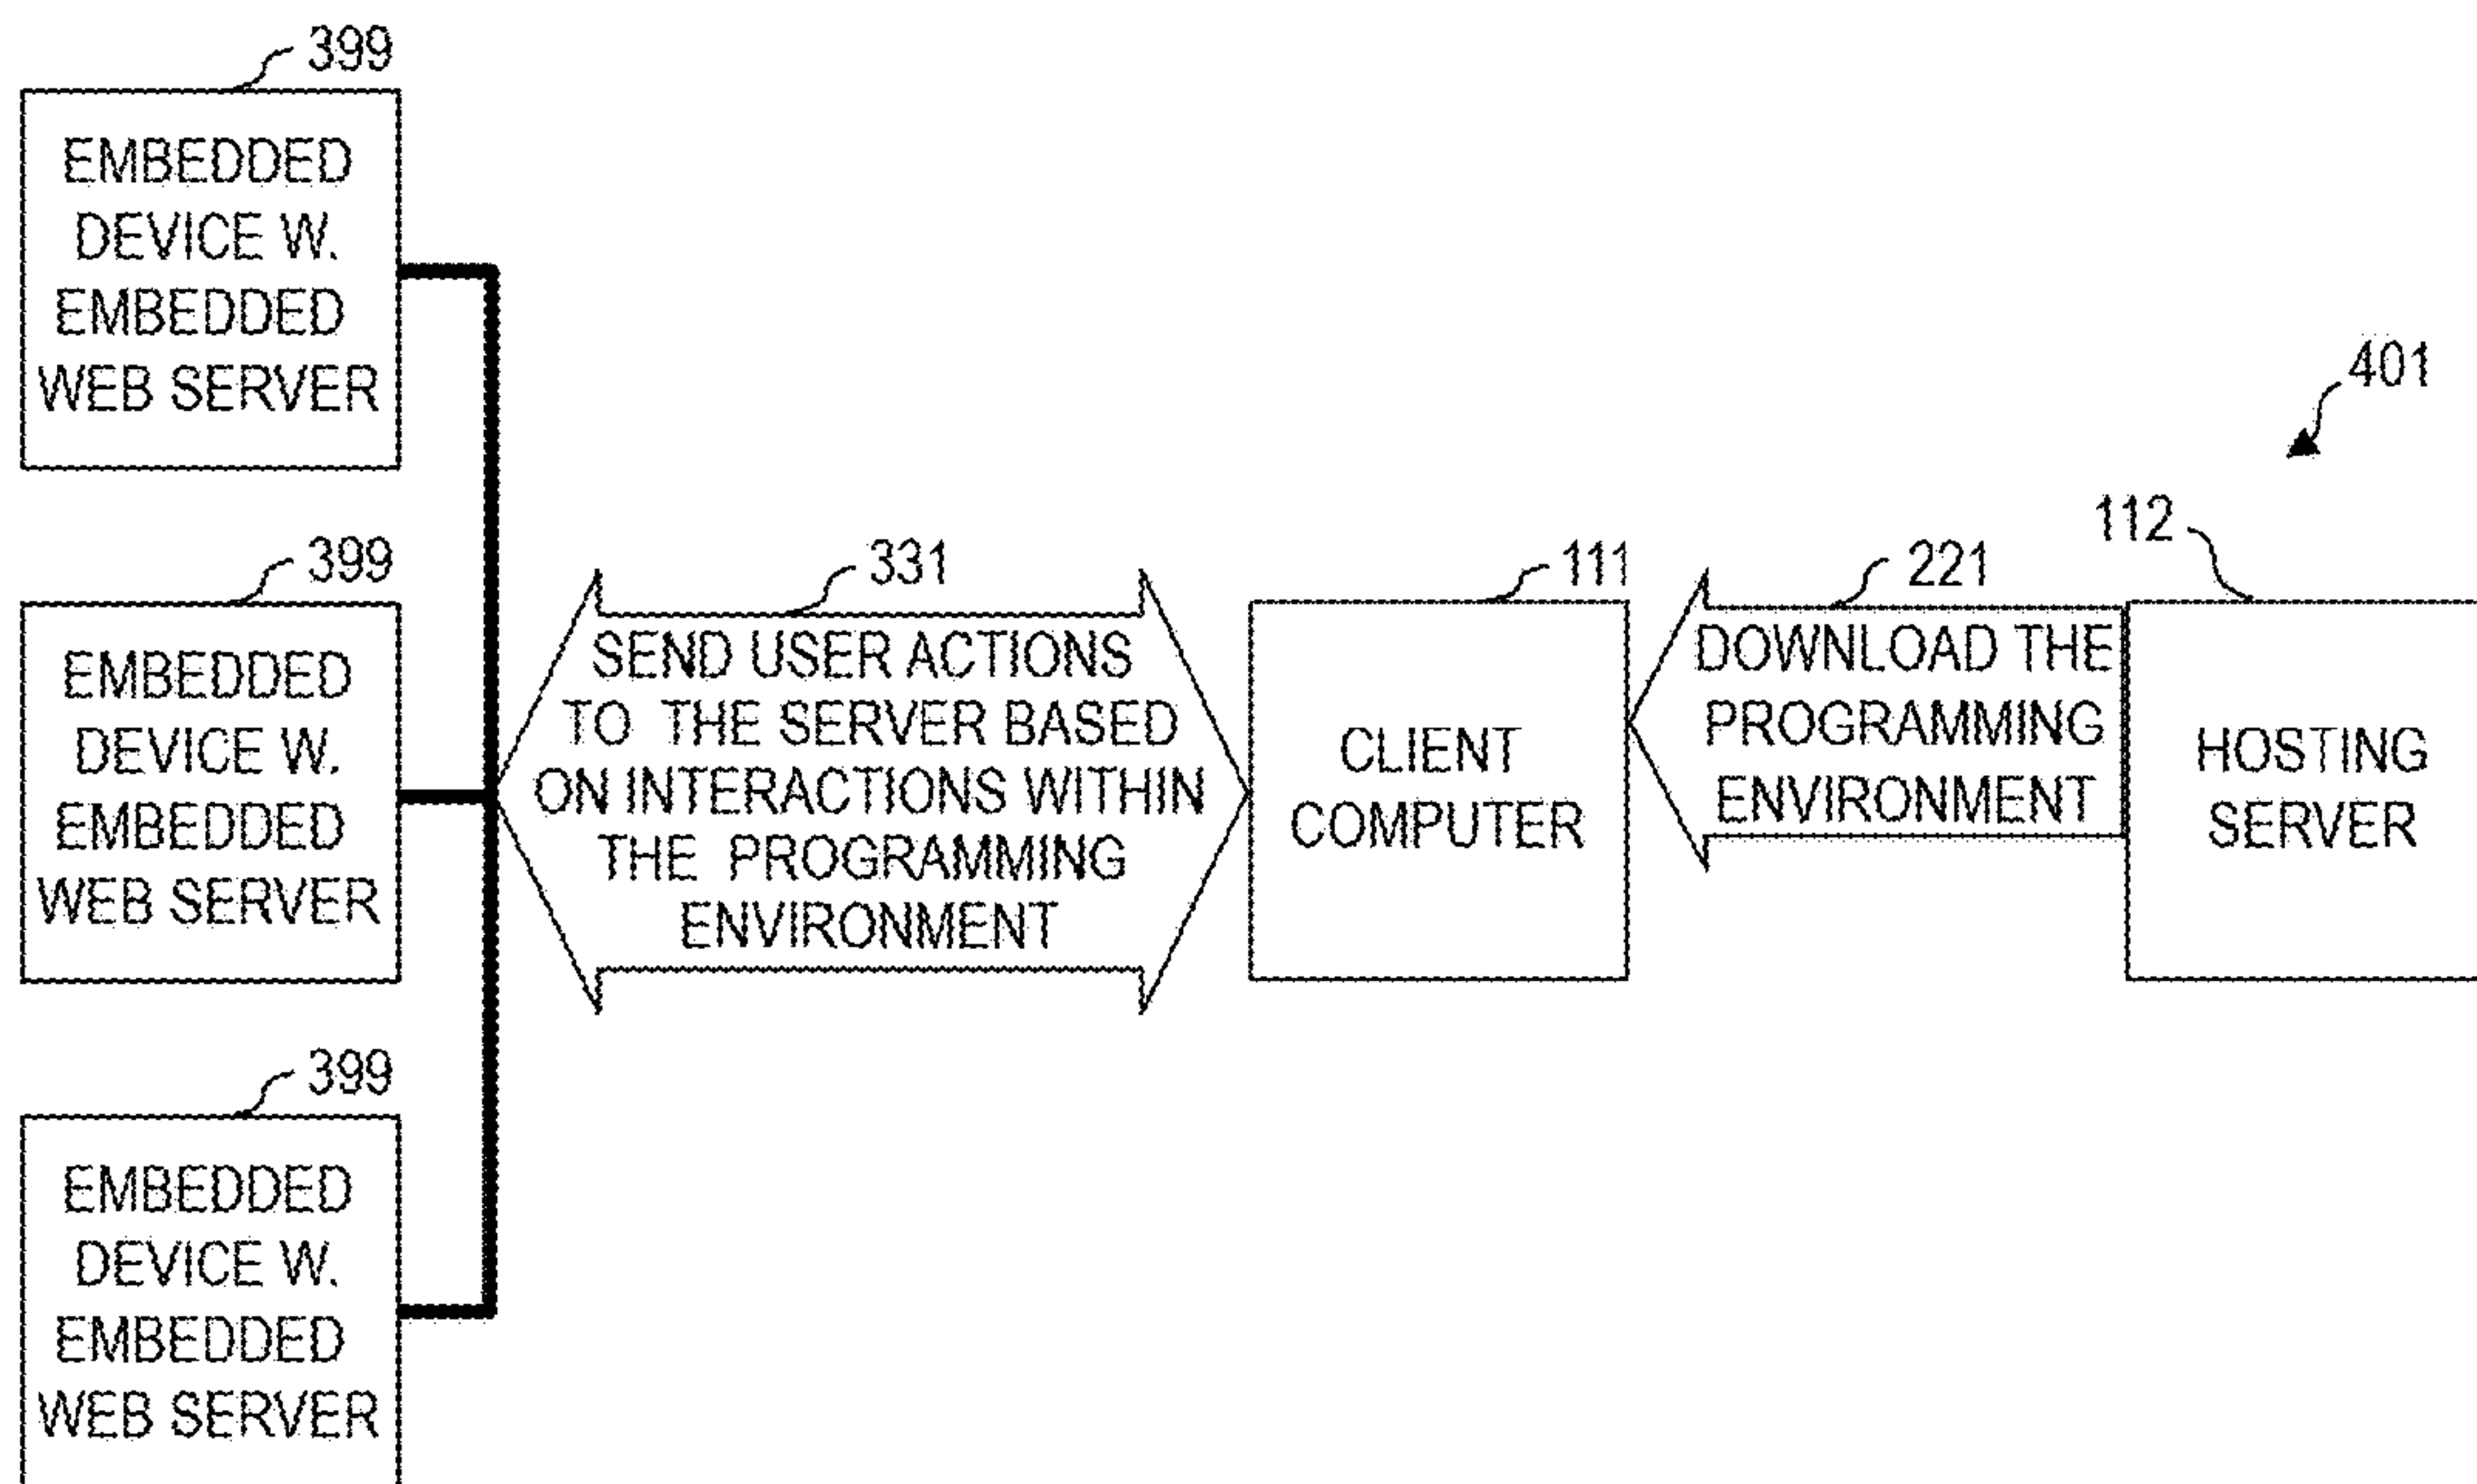 399
EMBEDDED
DEVICE W.
EMBEDDED
WEB SERVER
399
EMBEDDED
DEVICE W.
EMBEDDED
WEB SERVER
399
EMBEDDED
DEVICE W.
EMBEDDED
WEB SERVER
331
SEND USER ACTIONS
TO THE SERVER BASED
ON INTERACTIONS WITHIN
THE PROGRAMMING
ENVIRONMENT
111
CLIENT
COMPUTER
221
DOWNLOAD THE
PROGRAMMING
ENVIRONMENT
112
HOSTING
SERVER
401